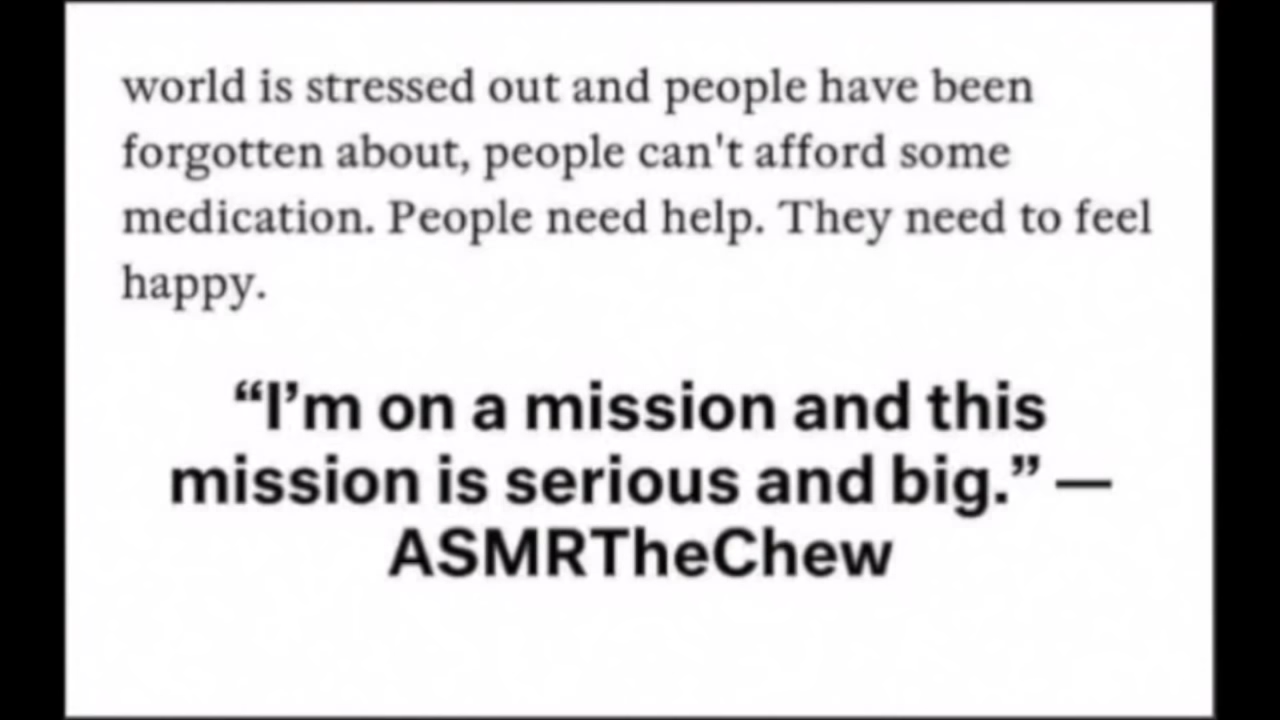 world is stressed out and people have been
forgotten about, people can't afford some
medication. People need help. They need to feel
happy.
“I’m on a mission and this
mission is serious and big.” —
ASMRTheChew